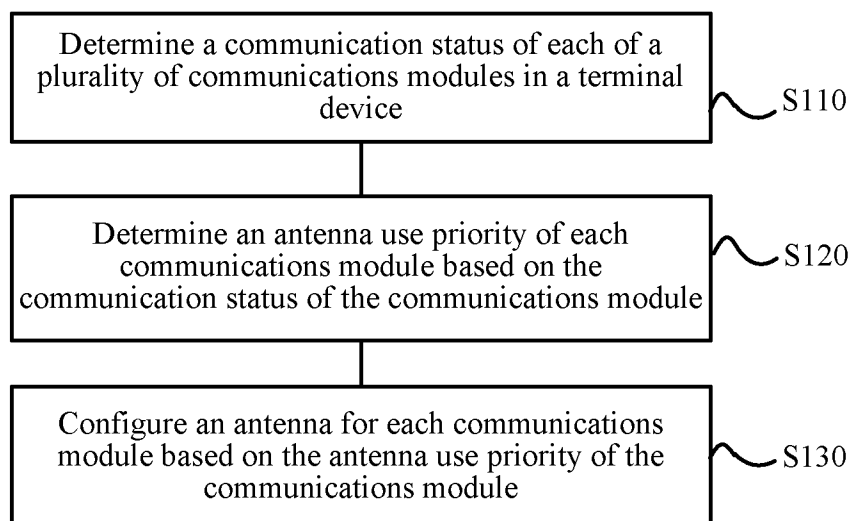 Determine a communication status of each of a
plurality of communications modules in a terminal
device
S110
Determine an antenna use priority of each
communications module based on the
communication status of the communications module
S120
Configure an antenna for each communications
module based on the antenna use priority of the
communications module
S130